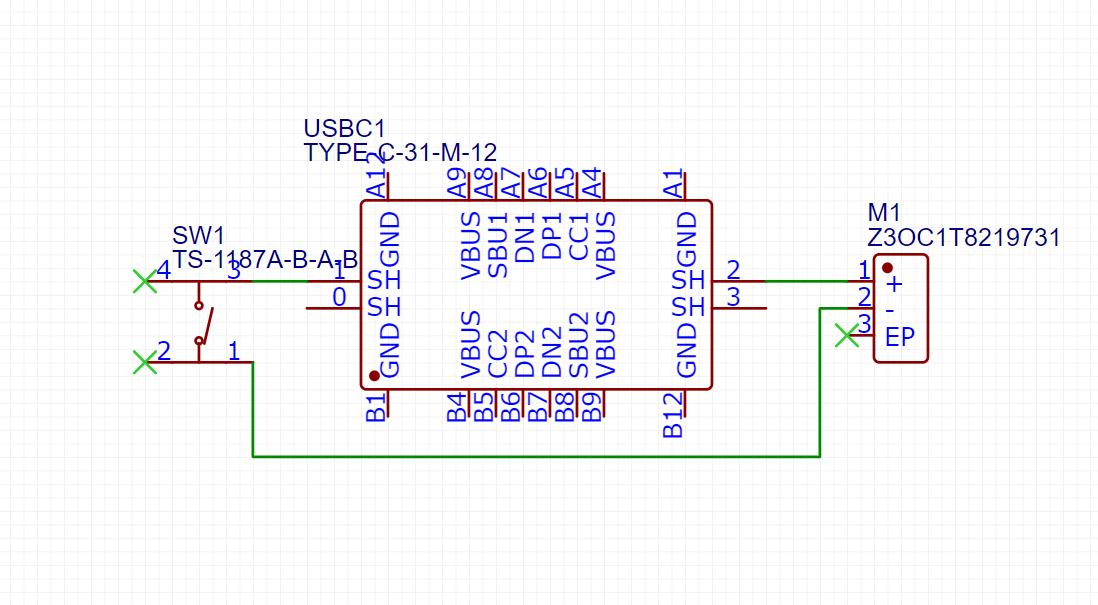 USBC1
TYPE-C-31-M-12
A12
A9
A8
A7
A6
A5
A4
A1
GND
VBUS
SBU1
DN1
DP1
CC1
VBUS
GND
SW1
TS-1187A-B-A-B
4
3
2
1
1
SH
0
SH
SH
2
SH
3
GND
VBUS
CC2
DP2
DN2
SBU2
VBUS
GND
B1
B4
B5
B6
B7
B8
B9
B12
M1
Z3OC1T8219731
1
+
2
-
3
EP